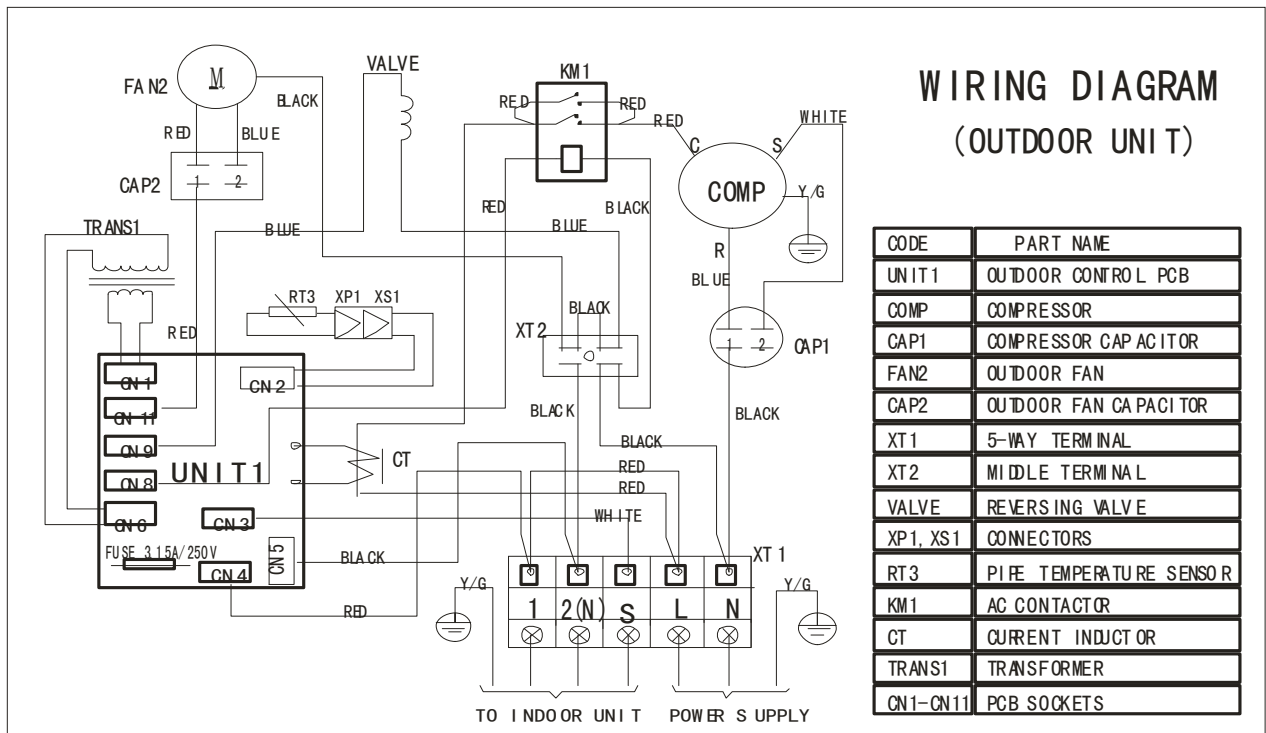 WIRING DIAGRAM
(OUTDOOR UNIT)
VALVE
KM1
FAN2
M
BLACK
RED
RED
RED
WHITE
C
S
RED
BLUE
COMP
Y/G
CAP2
1
2
RED
BLACK
TRANS1
BLUE
BLUE
R
BLUE
RT3
XP1
XS1
BLACK
RED
XT2
1
2
CAP1
CN1
CN2
CN11
BLACK
BLACK
CN9
BLACK
CT
UNIT1
RED
CN8
RED
CN6
CN3
WHITE
FUSE 3.15A/250V
CN5
BLACK
XT1
CN4
Y/G
Y/G
RED
1
2(N)
S
L
N
TO INDOOR UNIT
POWER SUPPLY
CODE PART NAME
UNIT1 OUTDOOR CONTROL PCB
COMP COMPRESSOR
CAP1 COMPRESSOR CAPACITOR
FAN2 OUTDOOR FAN
CAP2 OUTDOOR FAN CAPACITOR
XT1 5-WAY TERMINAL
XT2 MIDDLE TERMINAL
VALVE REVERSING VALVE
XP1, XS1 CONNECTORS
RT3 PIPE TEMPERATURE SENSOR
KM1 AC CONTACTOR
CT CURRENT INDUCTOR
TRANS1 TRANSFORMER
CN1-CN11 PCB SOCKETS